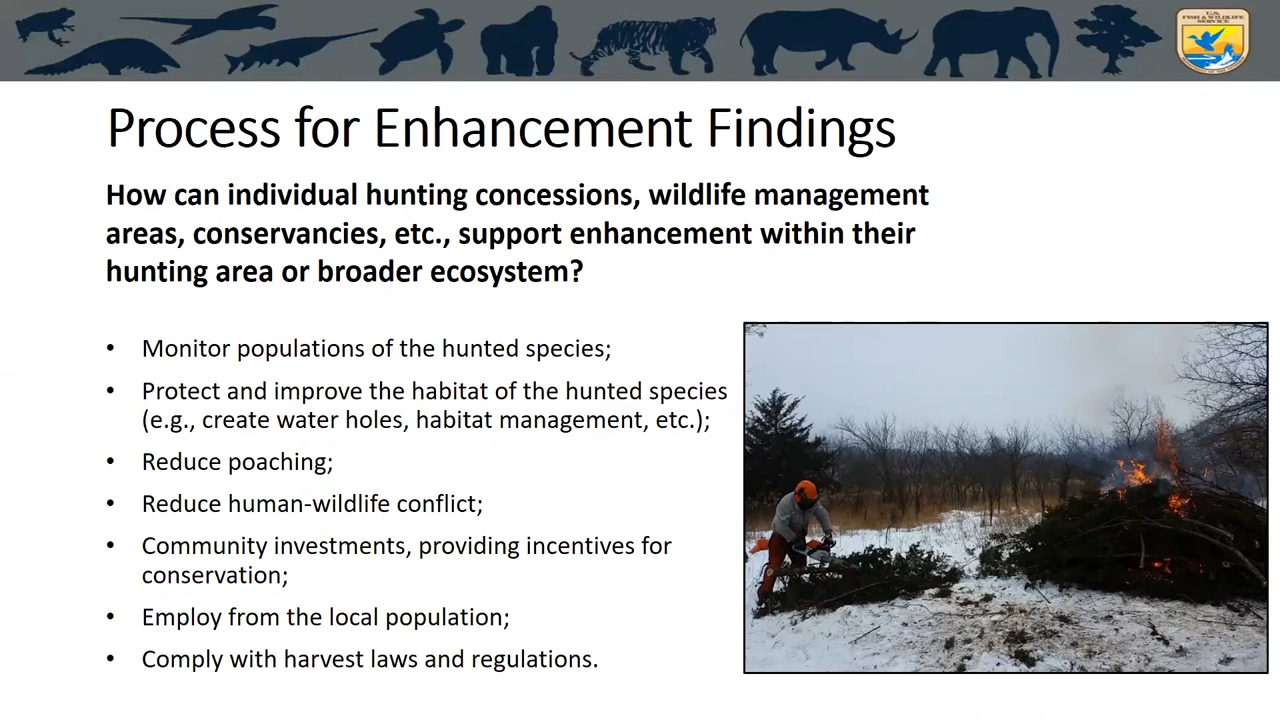 U.S.
FISH & WILDLIFE
SERVICE
Process for Enhancement Findings
How can individual hunting concessions, wildlife management
areas, conservancies, etc., support enhancement within their
hunting area or broader ecosystem?
• Monitor populations of the hunted species;
• Protect and improve the habitat of the hunted species
(e.g., create water holes, habitat management, etc.);
• Reduce poaching;
• Reduce human-wildlife conflict;
• Community investments, providing incentives for
conservation;
• Employ from the local population;
• Comply with harvest laws and regulations.